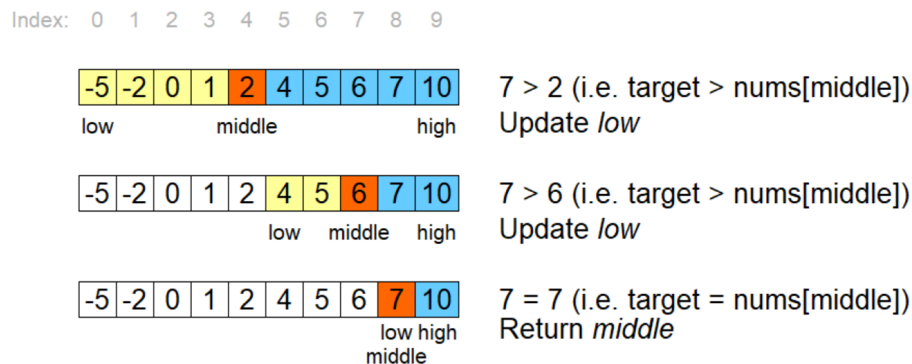 Index: 0 1 2 3 4 5 6 7 8 9
-5 -2 0 1 2 4 5 6 7 10
low middle high
7 > 2 (i.e. target > nums[middle])
Update low
-5 -2 0 1 2 4 5 6 7 10
low middle high
7 > 6 (i.e. target > nums[middle])
Update low
-5 -2 0 1 2 4 5 6 7 10
low high
middle
7 = 7 (i.e. target = nums[middle])
Return middle